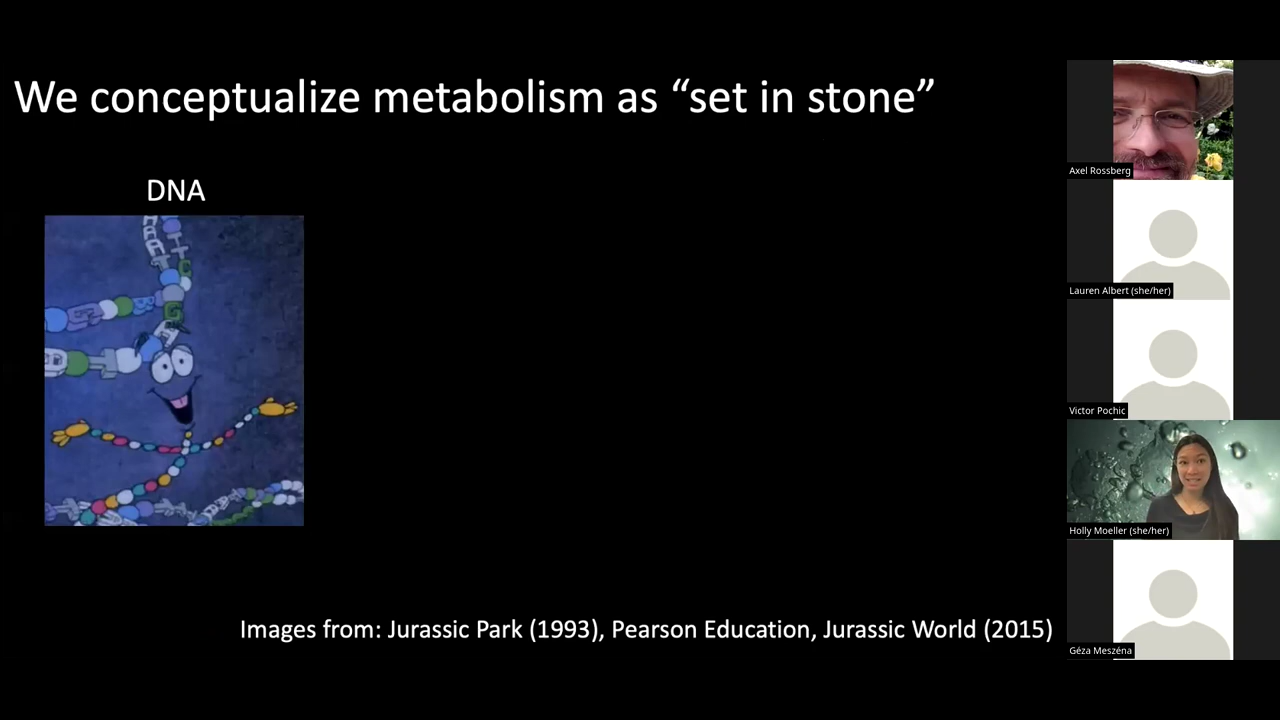 We conceptualize metabolism as “set in stone”
DNA
Images from: Jurassic Park (1993), Pearson Education, Jurassic World (2015)
Axel Rossberg
Lauren Albert (she/her)
Victor Pochic
Holly Moeller (she/her)
Géza Meszéna